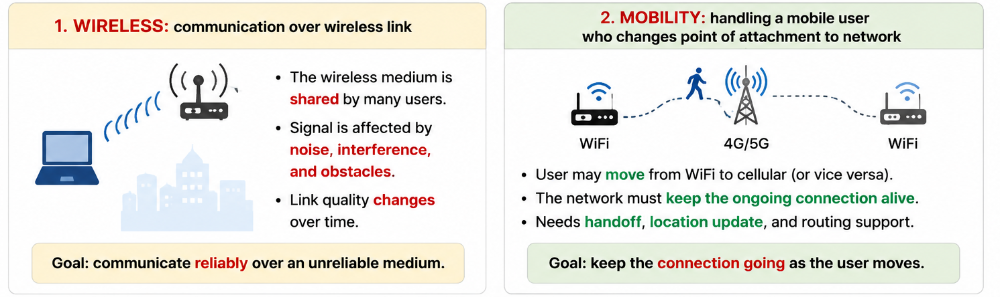 1. WIRELESS: communication over wireless link
• The wireless medium is
shared by many users.
• Signal is affected by
noise, interference,
and obstacles.
• Link quality changes
over time.
Goal: communicate reliably over an unreliable medium.
2. MOBILITY: handling a mobile user
who changes point of attachment to network
WiFi
4G/5G
WiFi
• User may move from WiFi to cellular (or vice versa).
• The network must keep the ongoing connection alive.
• Needs handoff, location update, and routing support.
Goal: keep the connection going as the user moves.